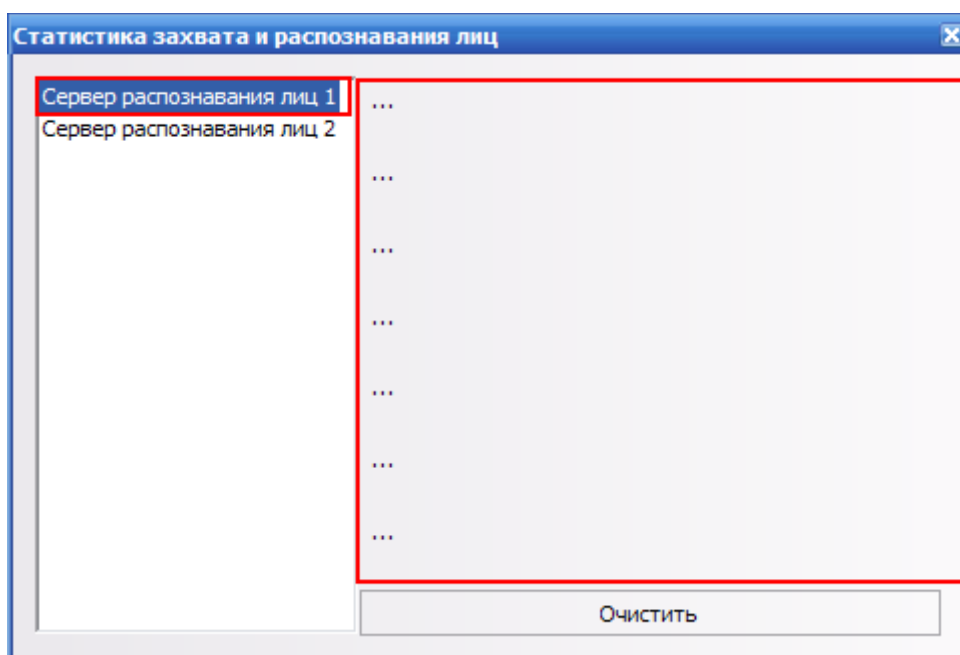 Статистика захвата и распознавания лиц
Сервер распознавания лиц 1
Сервер распознавания лиц 2
...
...
...
...
...
...
...
Очистить